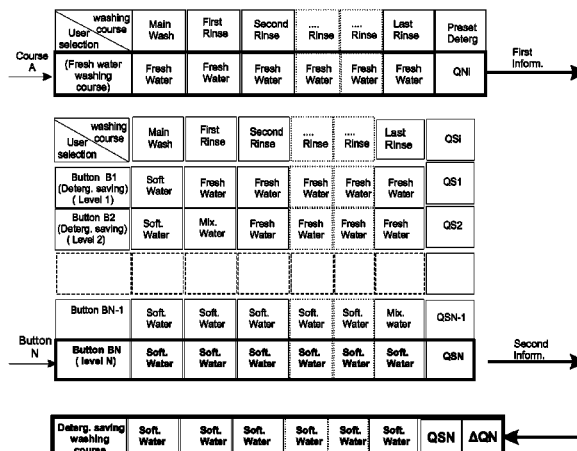 washing course Main Wash First Rinse Second Rinse .... Rinse .... Rinse Last Rinse Preset Deterg
User selection
Course A (Fresh water washing course) Fresh Water Fresh Water Fresh Water Fresh Water Fresh Water Fresh Water QNI First Inform.
washing course Main Wash First Rinse Second Rinse .... Rinse .... Rinse Last Rinse QSI
User selection
Button B1 (Deterg. saving) ( Level 1) Soft Water Fresh Water Fresh Water Fresh Water Fresh Water Fresh Water QS1
Button B2 (Deterg. saving) ( Level 2) Soft. Water Mix. Water Fresh Water Fresh Water Fresh Water Fresh Water QS2
Button BN-1 Soft. Water Soft. Water Soft. Water Soft. Water Soft. Water Mix. water QSN-1
Button N Button BN ( level N) Soft. Water Soft. Water Soft. Water Soft. Water Soft. Water Soft. Water QSN Second Inform.
Deterg. saving washing course Soft. Water Soft. Water Soft. Water Soft. Water Soft. Water Soft. Water QSN ΔQN